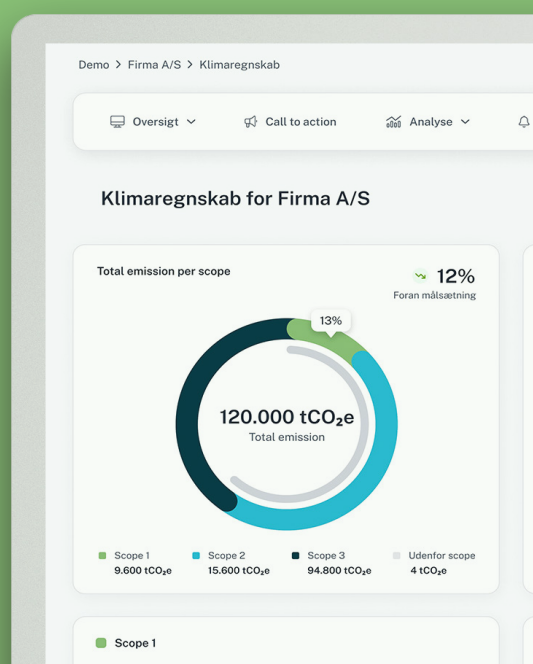 Demo > Firma A/S > Klimaregnskab
Oversigt
Call to action
Analyse
Klimaregnskab for Firma A/S
Total emission per scope
12%
Foran målsætning
13%
120.000 tCO₂e
Total emission
Scope 1
9.600 tCO₂e
Scope 2
15.600 tCO₂e
Scope 3
94.800 tCO₂e
Udenfor scope
4 tCO₂e
Scope 1